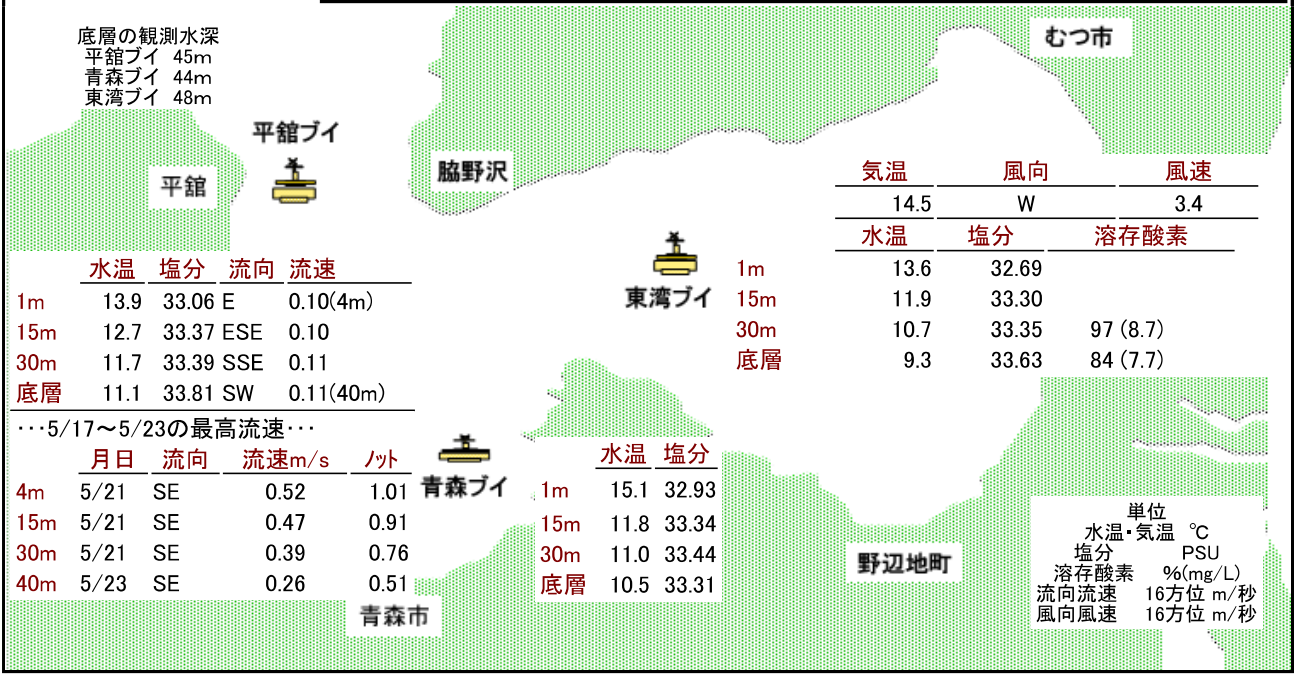 底層の観測水深
平舘ブイ 45m
青森ブイ 44m
東湾ブイ 48m
むつ市
平舘ブイ
平舘
脇野沢
気温 風向 風速
14.5 W 3.4
水温 塩分 溶存酸素
1m 13.6 32.69
15m 11.9 33.30
30m 10.7 33.35 97 (8.7)
底層 9.3 33.63 84 (7.7)
東湾ブイ
水温 塩分 流向 流速
1m 13.9 33.06 E 0.10(4m)
15m 12.7 33.37 ESE 0.10
30m 11.7 33.39 SSE 0.11
底層 11.1 33.81 SW 0.11(40m)
･･･5/17～5/23の最高流速･･･
月日 流向 流速m/s ﾉｯﾄ
4m 5/21 SE 0.52 1.01
15m 5/21 SE 0.47 0.91
30m 5/21 SE 0.39 0.76
40m 5/23 SE 0.26 0.51
青森ブイ
水温 塩分
1m 15.1 32.93
15m 11.8 33.34
30m 11.0 33.44
底層 10.5 33.31
青森市
野辺地町
単位
水温・気温 ℃
塩分 PSU
溶存酸素 %(mg/L)
流向流速 16方位 m/秒
風向風速 16方位 m/秒